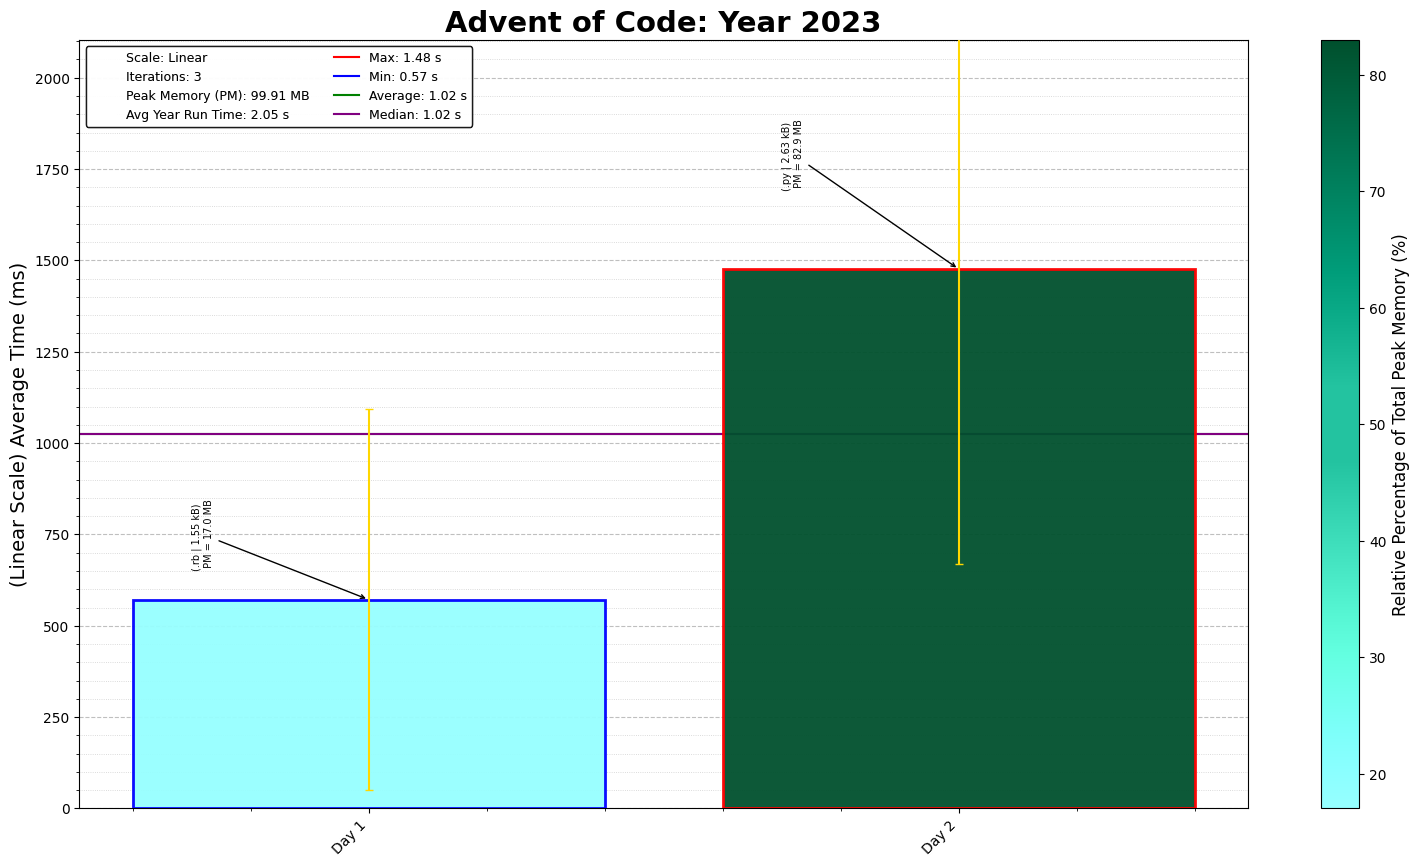 Advent of Code: Year 2023
Scale: Linear
Iterations: 3
Peak Memory (PM): 99.91 MB
Avg Year Run Time: 2.05 s
Max: 1.48 s
Min: 0.57 s
Average: 1.02 s
Median: 1.02 s
(Linear Scale) Average Time (ms)
2000
1750
1500
1250
1000
750
500
250
0
(.rb | 1.55 kB)
PM = 17.0 MB
(.py | 2.63 kB)
PM = 82.9 MB
Day 1
Day 2
80
70
60
50
40
30
20
Relative Percentage of Total Peak Memory (%)